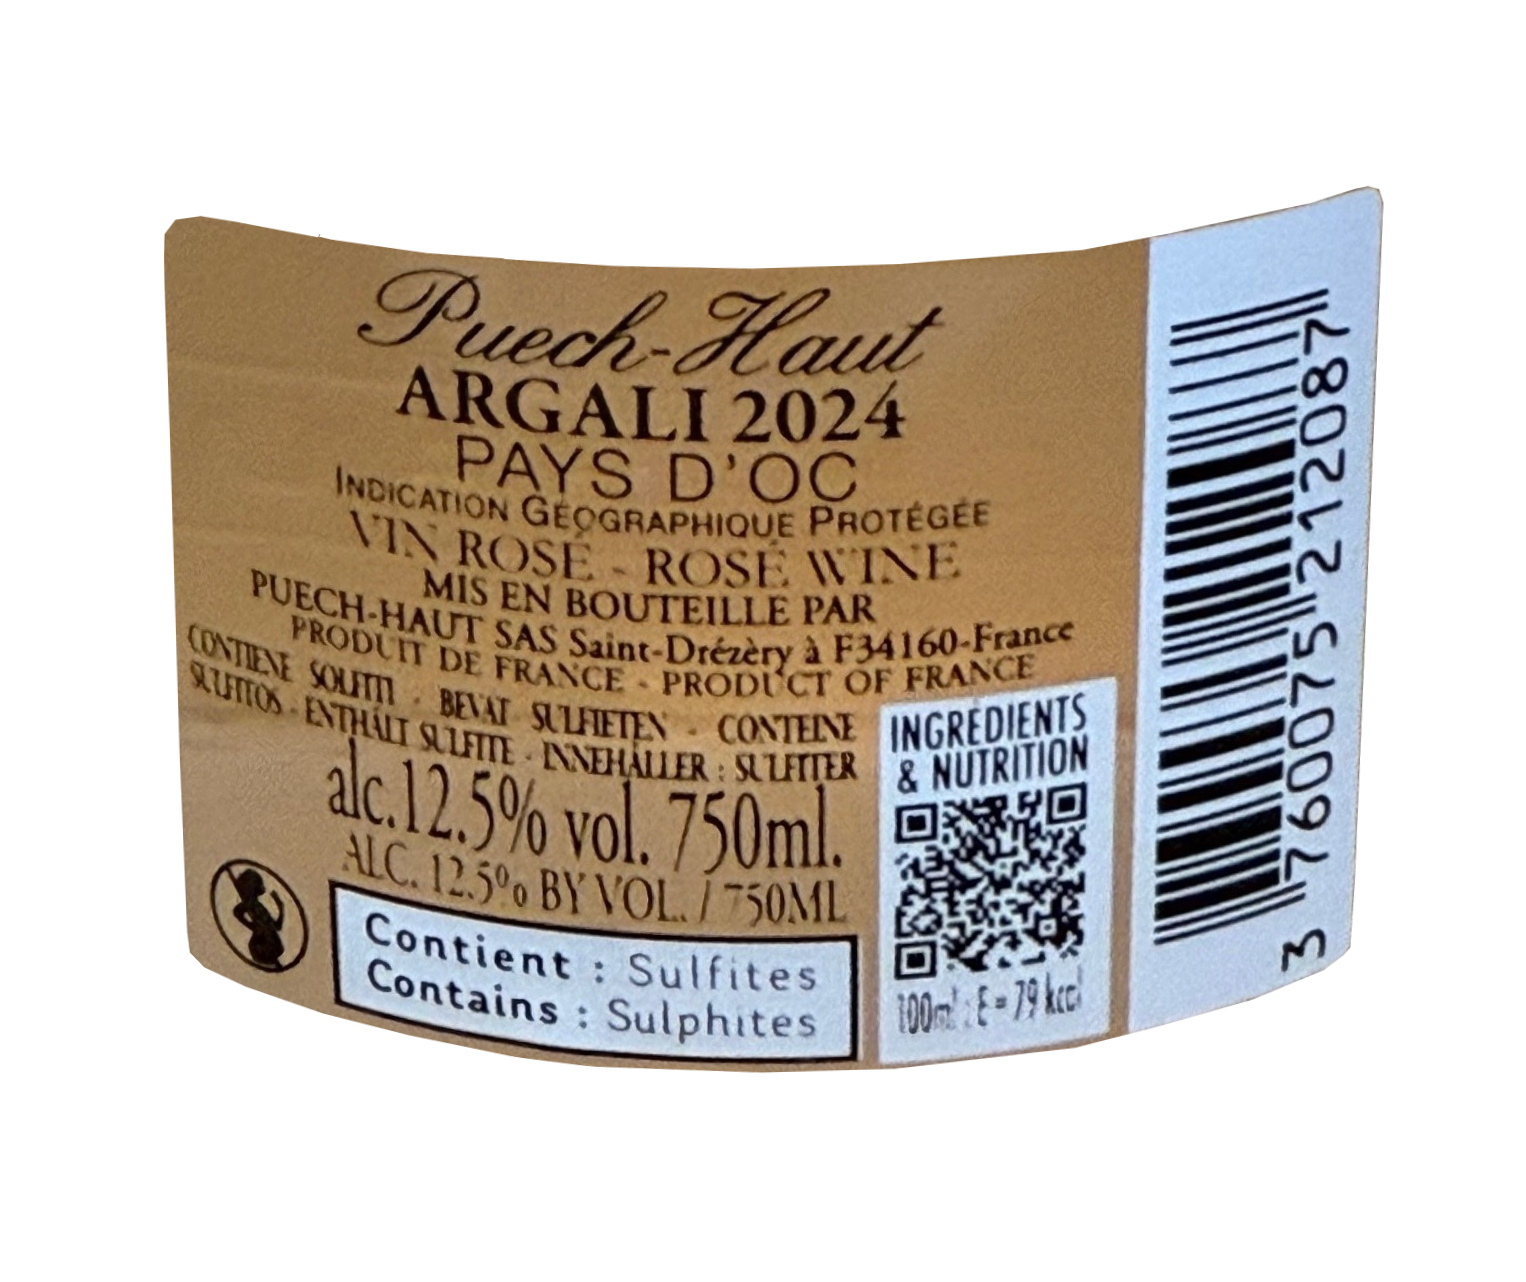 Puech-Haut
ARGALI 2024
PAYS D'OC
INDICATION GÉOGRAPHIQUE PROTÉGÉE
VIN ROSÉ - ROSÉ WINE
MIS EN BOUTEILLE PAR
PUECH-HAUT SAS Saint-Drézèry à F34160-France
PRODUIT DE FRANCE - PRODUCT OF FRANCE
CONTIENE SOLFITI - BEVAT SULFIETEN - CONTEINE
SULFITOS - ENTHÄLT SULFITE - INNEHÅLLER : SULFITER
alc.12.5% vol. 750ml.
ALC. 12.5% BY VOL. / 750ML
Contient : Sulfites
Contains : Sulphites
INGRÉDIENTS
& NUTRITION
100ml : E = 79 kcal
3 760075 212087